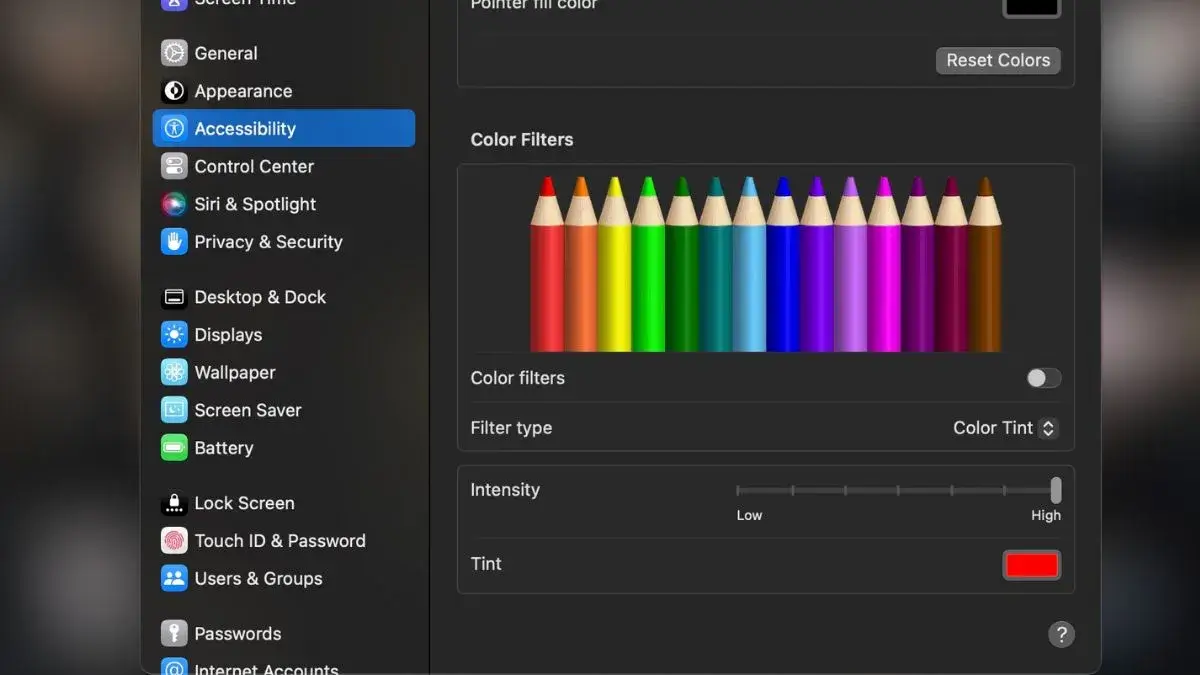 Screen Time
General
Appearance
Accessibility
Control Center
Siri & Spotlight
Privacy & Security
Desktop & Dock
Displays
Wallpaper
Screen Saver
Battery
Lock Screen
Touch ID & Password
Users & Groups
Passwords
Internet Accounts
Pointer fill color
Reset Colors
Color Filters
Color filters
Filter type Color Tint
Intensity
Low High
Tint
?